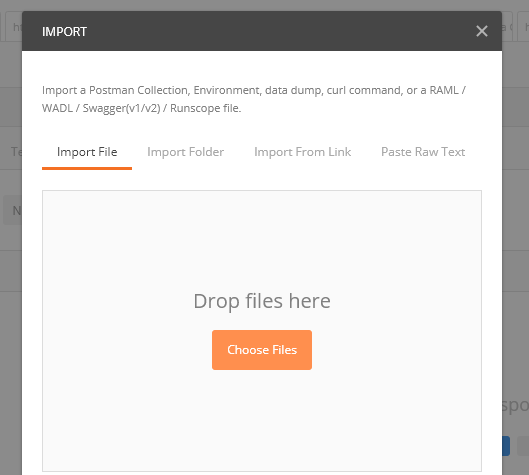 IMPORT
Import a Postman Collection, Environment, data dump, curl command, or a RAML /
WADL / Swagger(v1/v2) / Runscope file.
Import File
Import Folder
Import From Link
Paste Raw Text
Drop files here
Choose Files